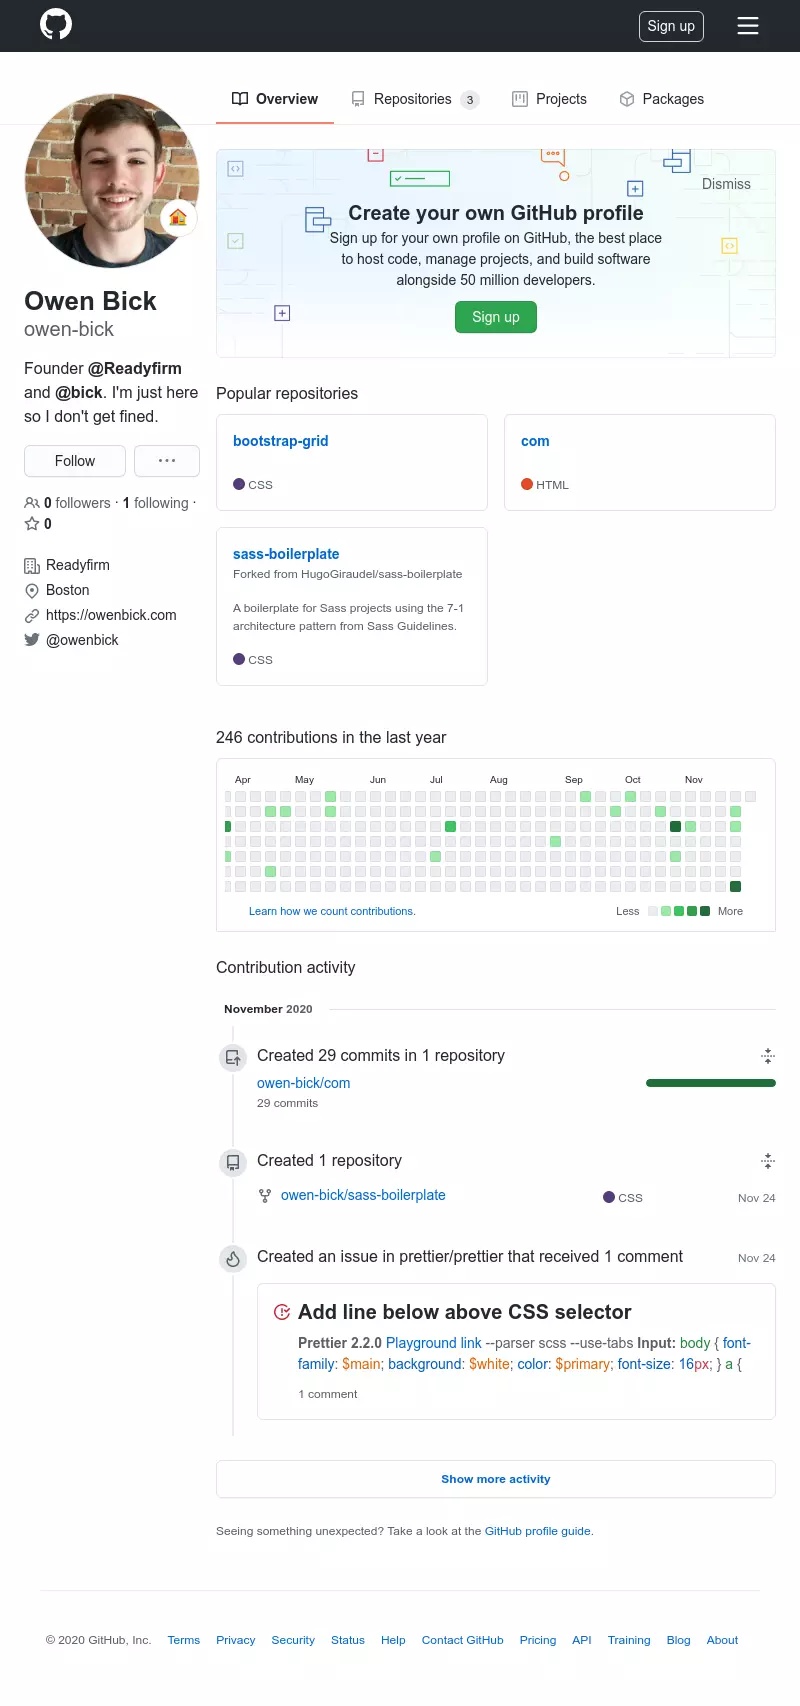 Sign up
Overview
Repositories 3
Projects
Packages
Dismiss
Create your own GitHub profile
Sign up for your own profile on GitHub, the best place
to host code, manage projects, and build software
alongside 50 million developers.
Sign up
Owen Bick
owen-bick
Founder @Readyfirm
and @bick. I'm just here
so I don't get fined.
Follow
0 followers · 1 following ·
0
Readyfirm
Boston
https://owenbick.com
@owenbick
Popular repositories
bootstrap-grid
CSS
com
HTML
sass-boilerplate
Forked from HugoGiraudel/sass-boilerplate
A boilerplate for Sass projects using the 7-1
architecture pattern from Sass Guidelines.
CSS
246 contributions in the last year
Apr May Jun Jul Aug Sep Oct Nov
Learn how we count contributions.
Less More
Contribution activity
November 2020
Created 29 commits in 1 repository
owen-bick/com
29 commits
Created 1 repository
owen-bick/sass-boilerplate CSS Nov 24
Created an issue in prettier/prettier that received 1 comment Nov 24
Add line below above CSS selector
Prettier 2.2.0 Playground link --parser scss --use-tabs Input: body { font-
family: $main; background: $white; color: $primary; font-size: 16px; } a {
1 comment
Show more activity
Seeing something unexpected? Take a look at the GitHub profile guide.
© 2020 GitHub, Inc. Terms Privacy Security Status Help Contact GitHub Pricing API Training Blog About